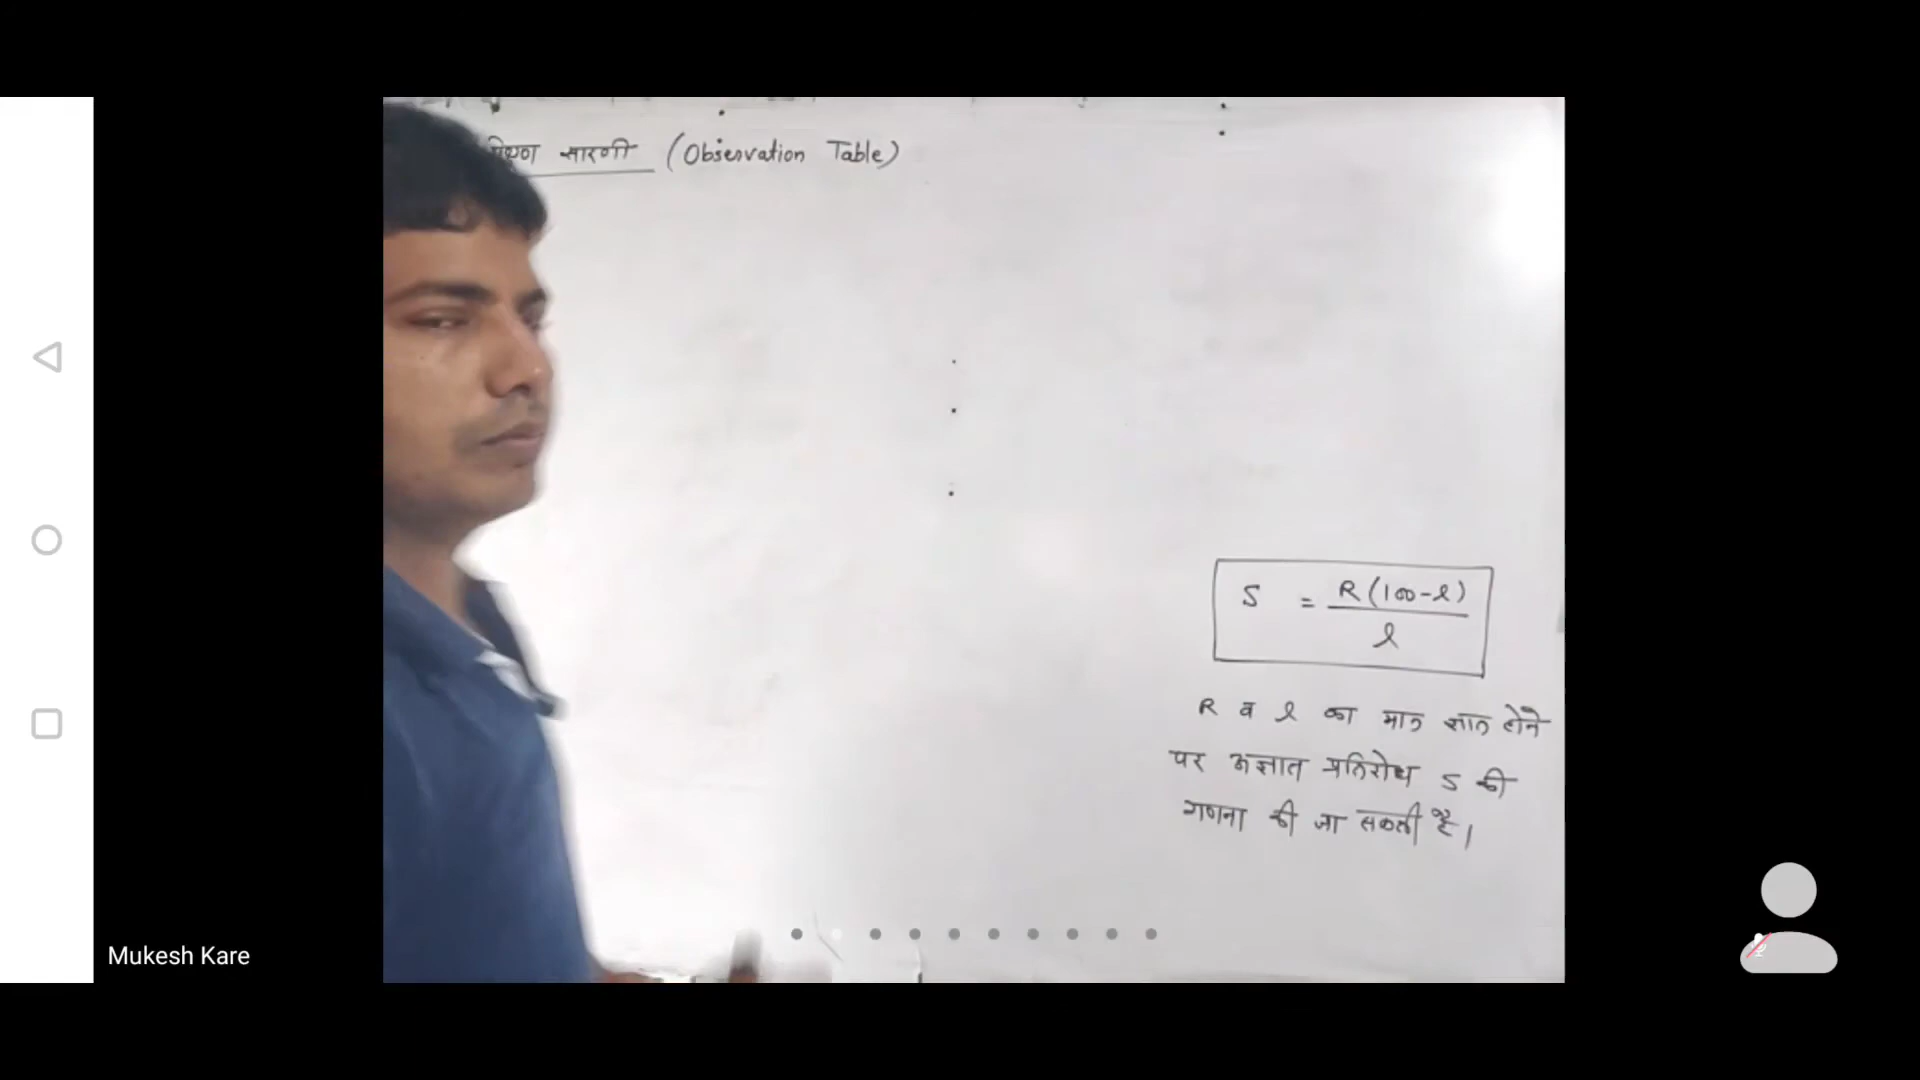 सारणी (Observation Table)
S = R(100-l) / l
R व l का मान ज्ञात होने
पर अज्ञात प्रतिरोध S की
गणना की जा सकती है।
Mukesh Kare